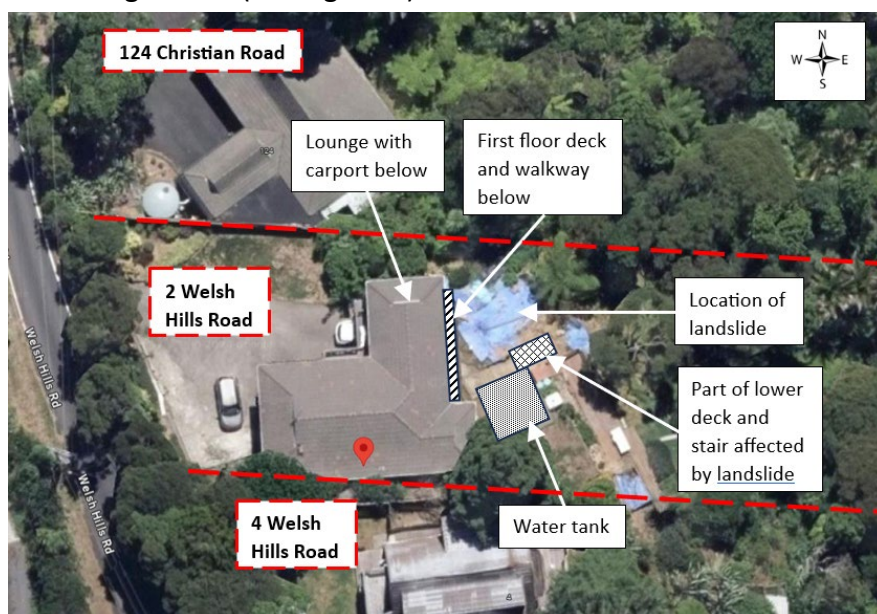 124 Christian Road
N
W E
S
Lounge with
carport below
First floor deck
and walkway
below
2 Welsh
Hills Road
Location of
landslide
Part of lower
deck and
stair affected
by landslide
Welsh Hills Rd
Welsh Hills Rd
4 Welsh
Hills Road
Water tank